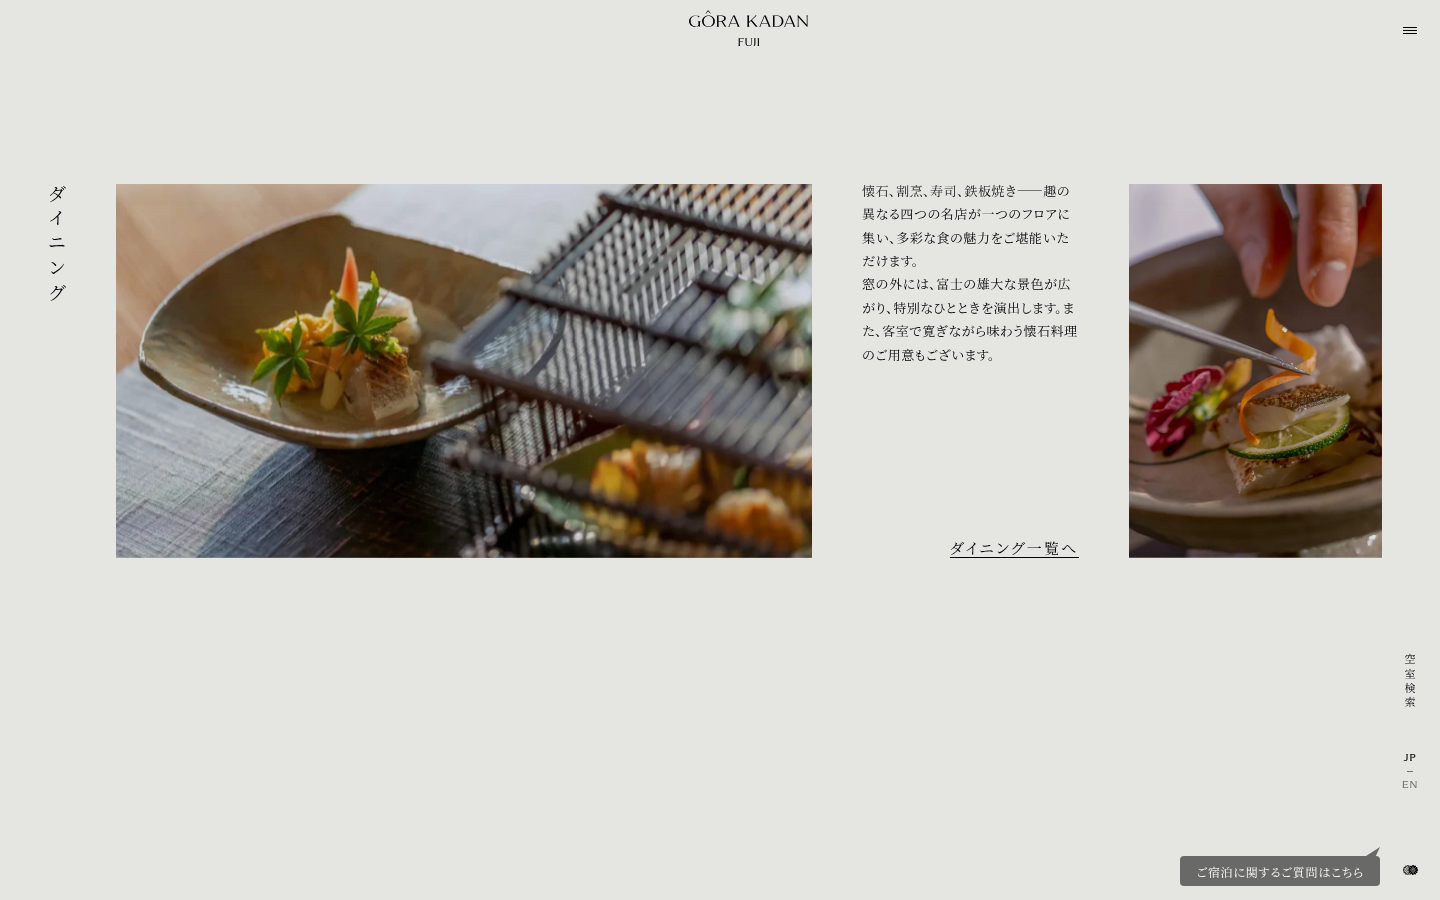 GÔRA KADAN
FUJI
ダイニング
懐石、割烹、寿司、鉄板焼き──趣の
異なる四つの名店が一つのフロアに
集い、多彩な食の魅力をご堪能いた
だけます。
窓の外には、富士の雄大な景色が広
がり、特別なひとときを演出します。ま
た、客室で寛ぎながら味わう懐石料理
のご用意もございます。
ダイニング一覧へ
空室検索
JP
–
EN
ご宿泊に関するご質問はこちら